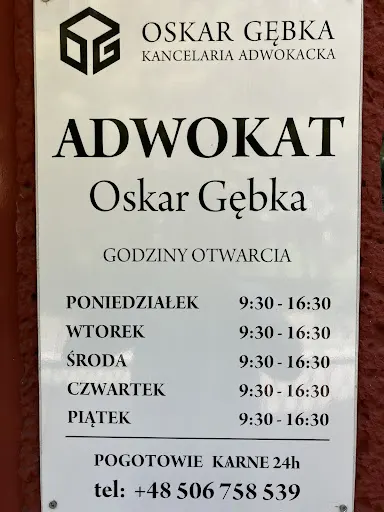 OSKAR GĘBKA
KANCELARIA ADWOKACKA
ADWOKAT
Oskar Gębka
GODZINY OTWARCIA
PONIEDZIAŁEK 9:30 - 16:30
WTOREK 9:30 - 16:30
ŚRODA 9:30 - 16:30
CZWARTEK 9:30 - 16:30
PIĄTEK 9:30 - 16:30
POGOTOWIE KARNE 24h
tel: +48 506 758 539